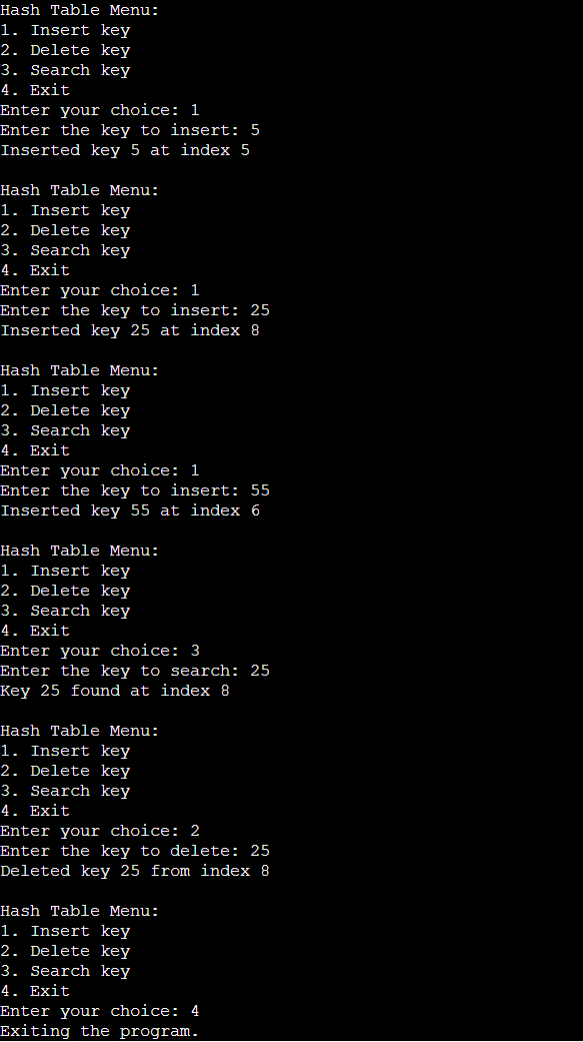 Hash Table Menu:
1. Insert key
2. Delete key
3. Search key
4. Exit
Enter your choice: 1
Enter the key to insert: 5
Inserted key 5 at index 5
Hash Table Menu:
1. Insert key
2. Delete key
3. Search key
4. Exit
Enter your choice: 1
Enter the key to insert: 25
Inserted key 25 at index 8
Hash Table Menu:
1. Insert key
2. Delete key
3. Search key
4. Exit
Enter your choice: 1
Enter the key to insert: 55
Inserted key 55 at index 6
Hash Table Menu:
1. Insert key
2. Delete key
3. Search key
4. Exit
Enter your choice: 3
Enter the key to search: 25
Key 25 found at index 8
Hash Table Menu:
1. Insert key
2. Delete key
3. Search key
4. Exit
Enter your choice: 2
Enter the key to delete: 25
Deleted key 25 from index 8
Hash Table Menu:
1. Insert key
2. Delete key
3. Search key
4. Exit
Enter your choice: 4
Exiting the program.